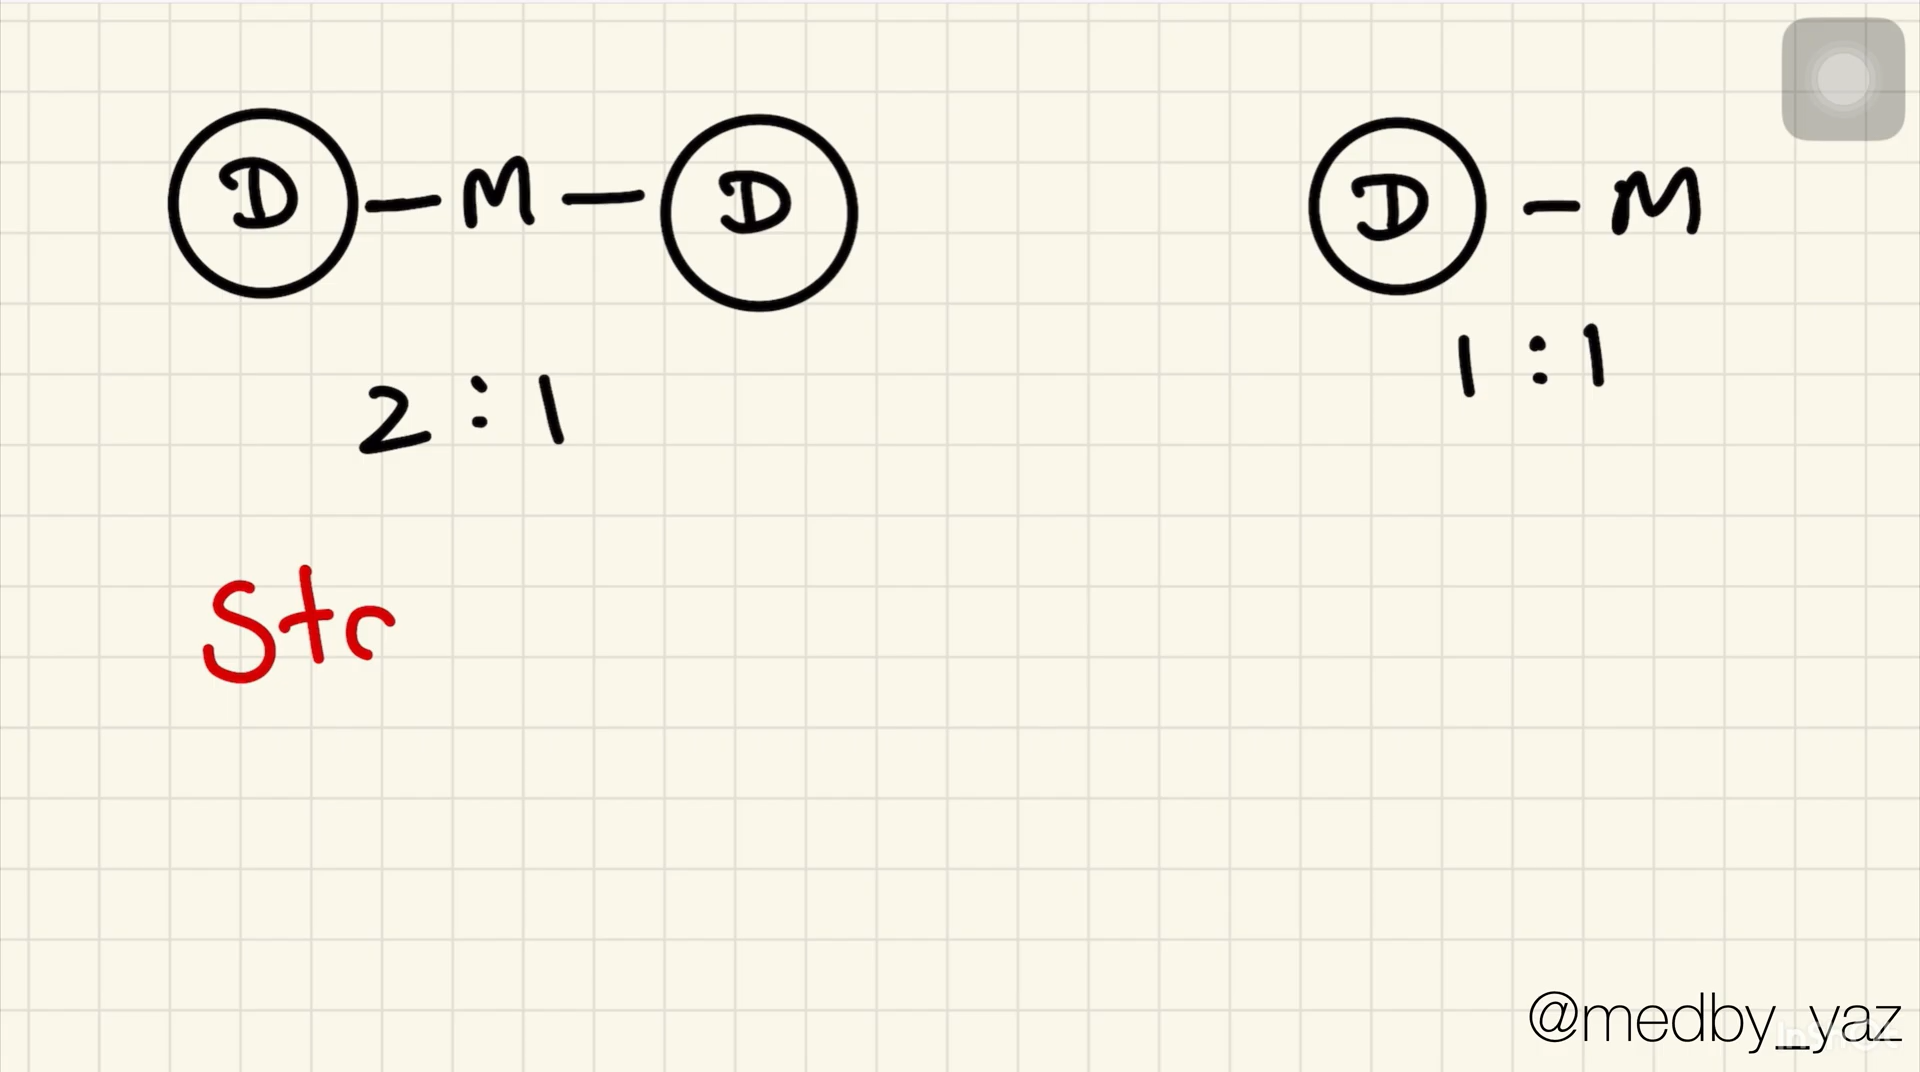 D - M - D
D - M
2 : 1
1 : 1
Str
@medby_yaz